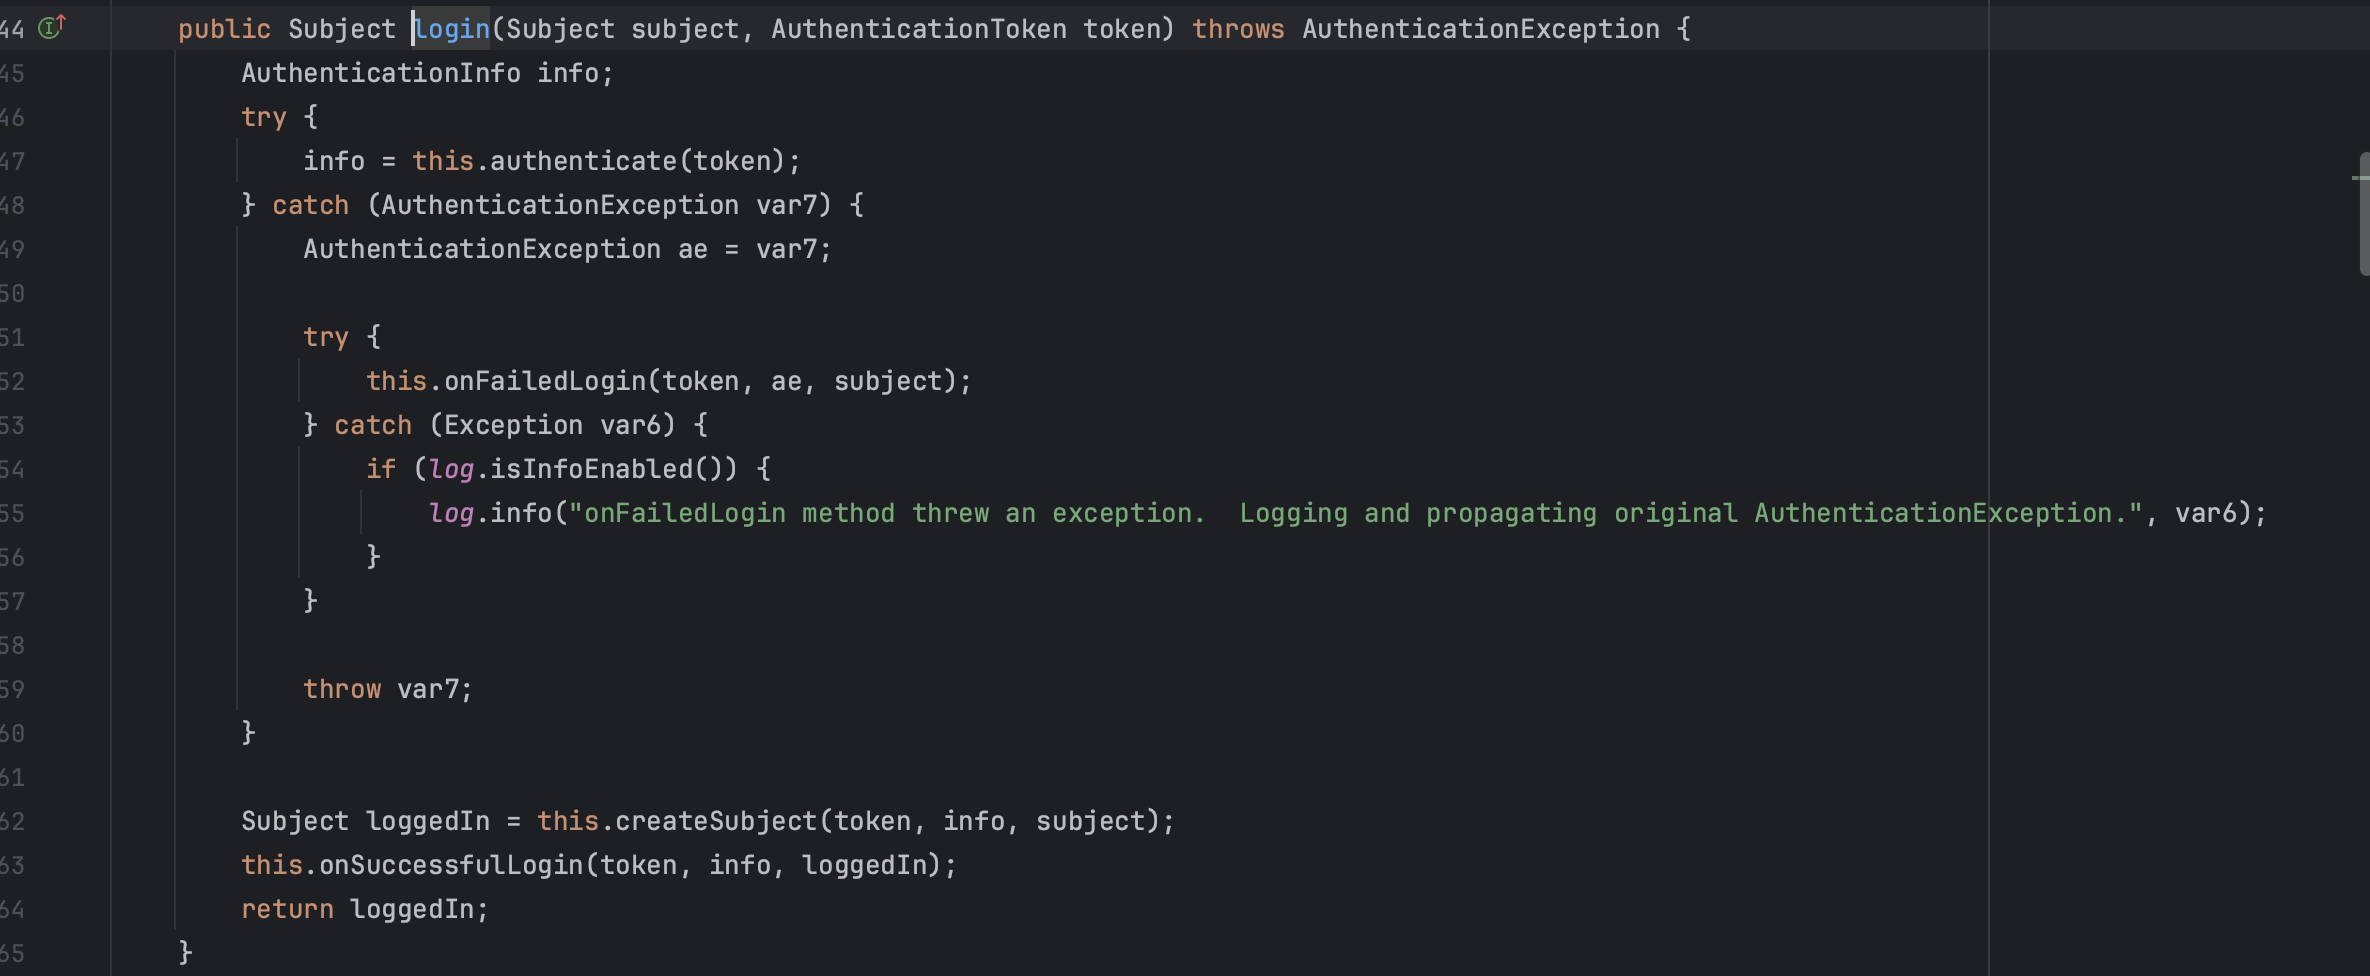 44 public Subject login(Subject subject, AuthenticationToken token) throws AuthenticationException {
45 AuthenticationInfo info;
46 try {
47 info = this.authenticate(token);
48 } catch (AuthenticationException var7) {
49 AuthenticationException ae = var7;
50
51 try {
52 this.onFailedLogin(token, ae, subject);
53 } catch (Exception var6) {
54 if (log.isInfoEnabled()) {
55 log.info("onFailedLogin method threw an exception.  Logging and propagating original AuthenticationException.", var6);
56 }
57 }
58
59 throw var7;
60 }
61
62 Subject loggedIn = this.createSubject(token, info, subject);
63 this.onSuccessfulLogin(token, info, loggedIn);
64 return loggedIn;
65 }